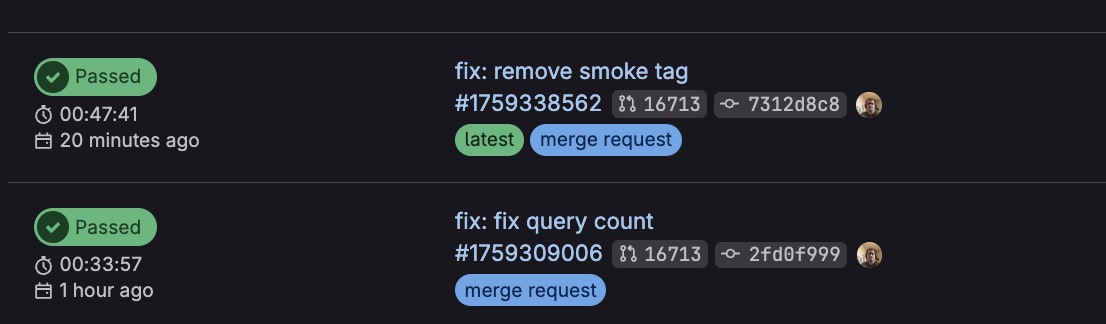 Passed
00:47:41
20 minutes ago
fix: remove smoke tag
#1759338562 16713 7312d8c8
latest merge request
Passed
00:33:57
1 hour ago
fix: fix query count
#1759309006 16713 2fd0f999
merge request